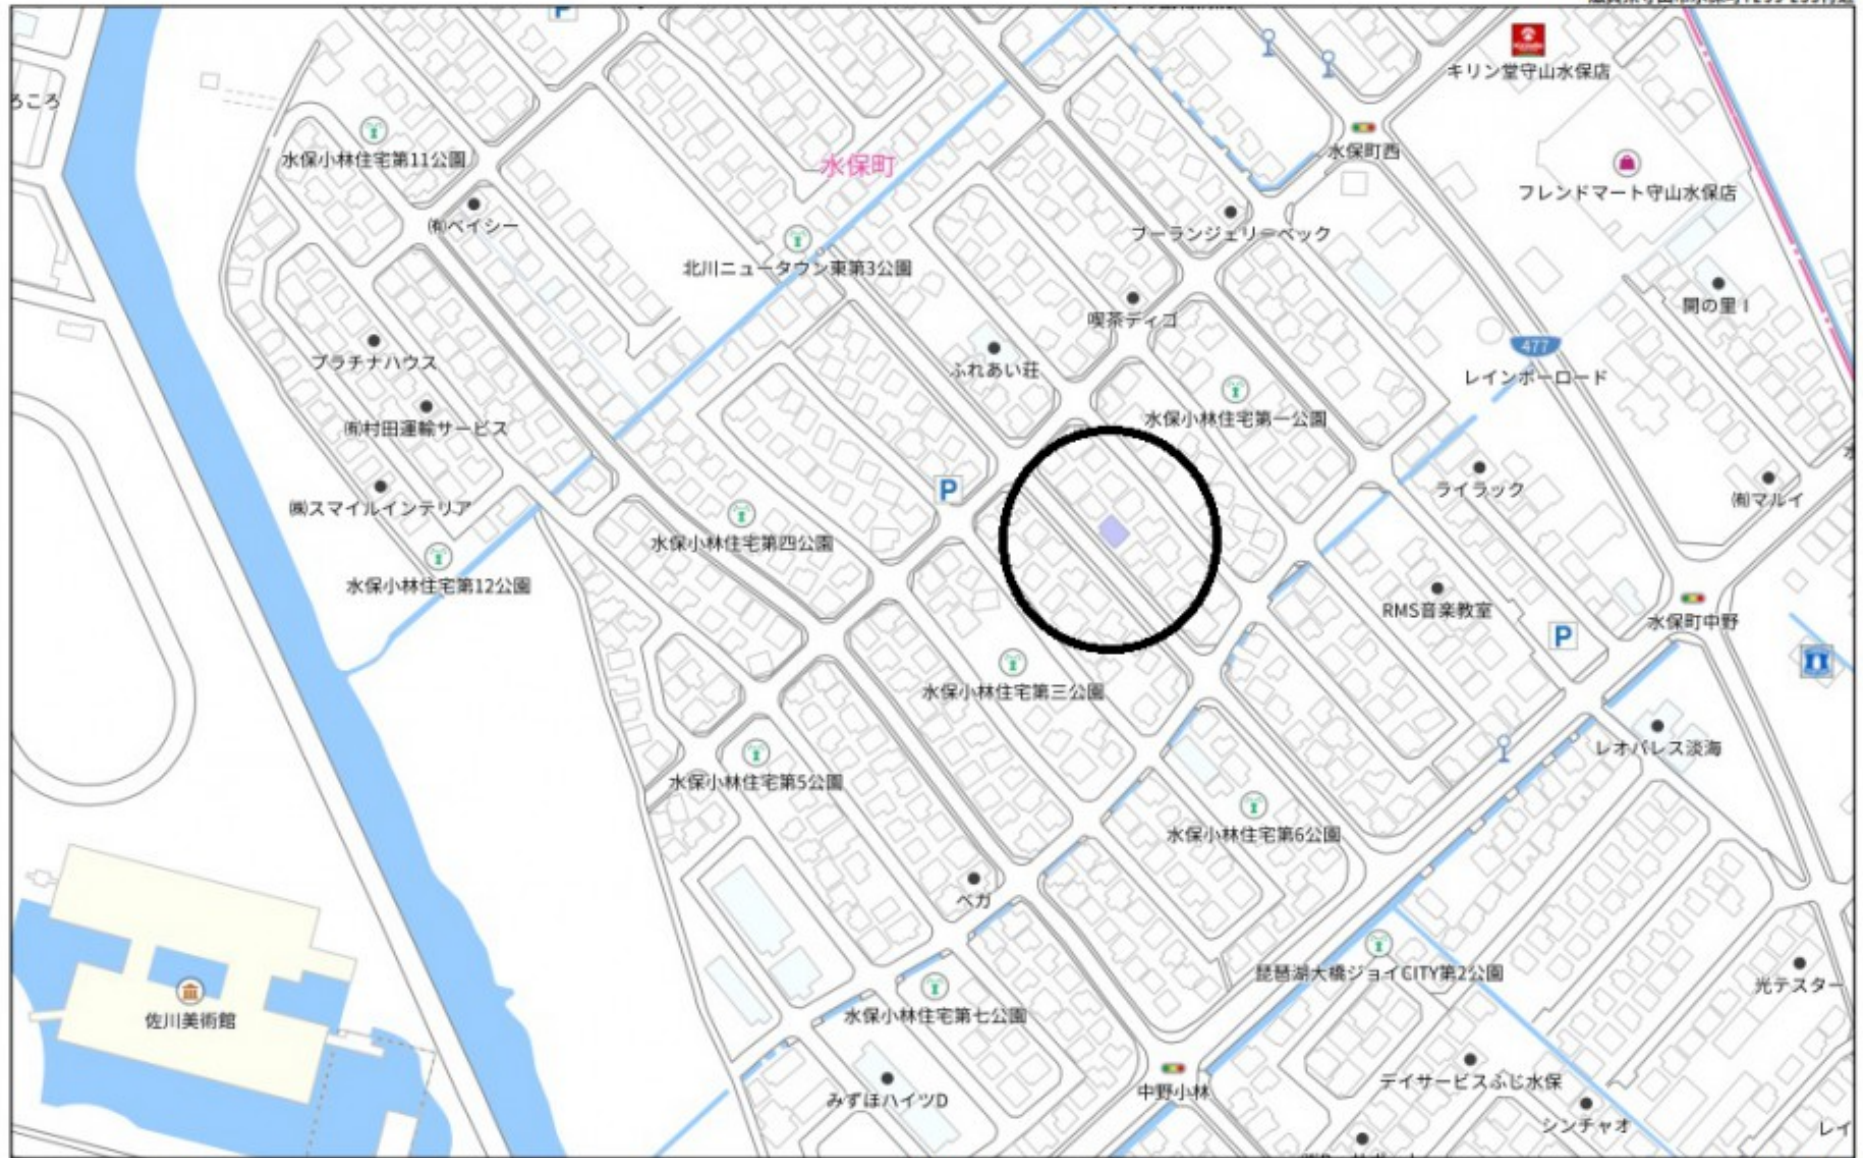 キリン堂守山水保店
ろころ
水保小林住宅第11公園
水保町
水保町西
フレンドマート守山水保店
㈲ベイシー
ブーランジェリーベック
北川ニュータウン東第3公園
開の里Ⅰ
喫茶ディコ
477
プラチナハウス
ふれあい荘
レインボーロード
水保小林住宅第一公園
㈲村田運輸サービス
P
ライラック
㈲マルイ
㈱スマイルインテリア
水保小林住宅第四公園
水保小林住宅第12公園
RMS音楽教室
水保町中野
P
水保小林住宅第三公園
レオパレス淡海
水保小林住宅第5公園
水保小林住宅第6公園
ベガ
琵琶湖大橋ジョイCITY第2公園
光テスター
水保小林住宅第七公園
佐川美術館
デイサービスふじ水保
中野小林
みずほハイツD
シンチャオ
レイ